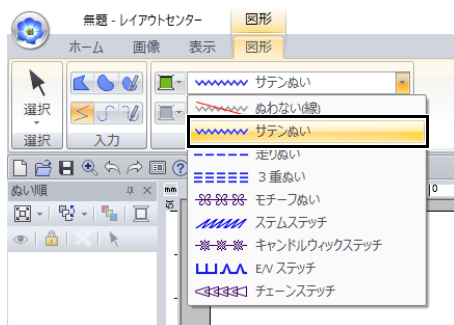 無題 - レイアウトセンター
図形
ホーム 画像 表示 図形
サテンぬい
選択
選択 入力
ぬわない(線)
サテンぬい
走りぬい
3 重ぬい
モチーフぬい
ステムステッチ
キャンドルウィックステッチ
E/V ステッチ
チェーンステッチ
ぬい順
mm
0